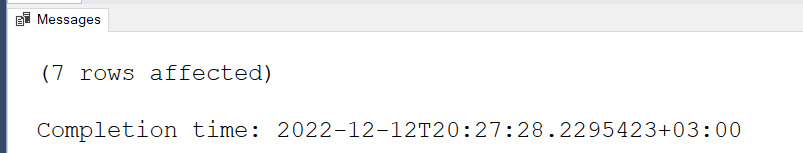 Messages
(7 rows affected)
Completion time: 2022-12-12T20:27:28.2295423+03:00